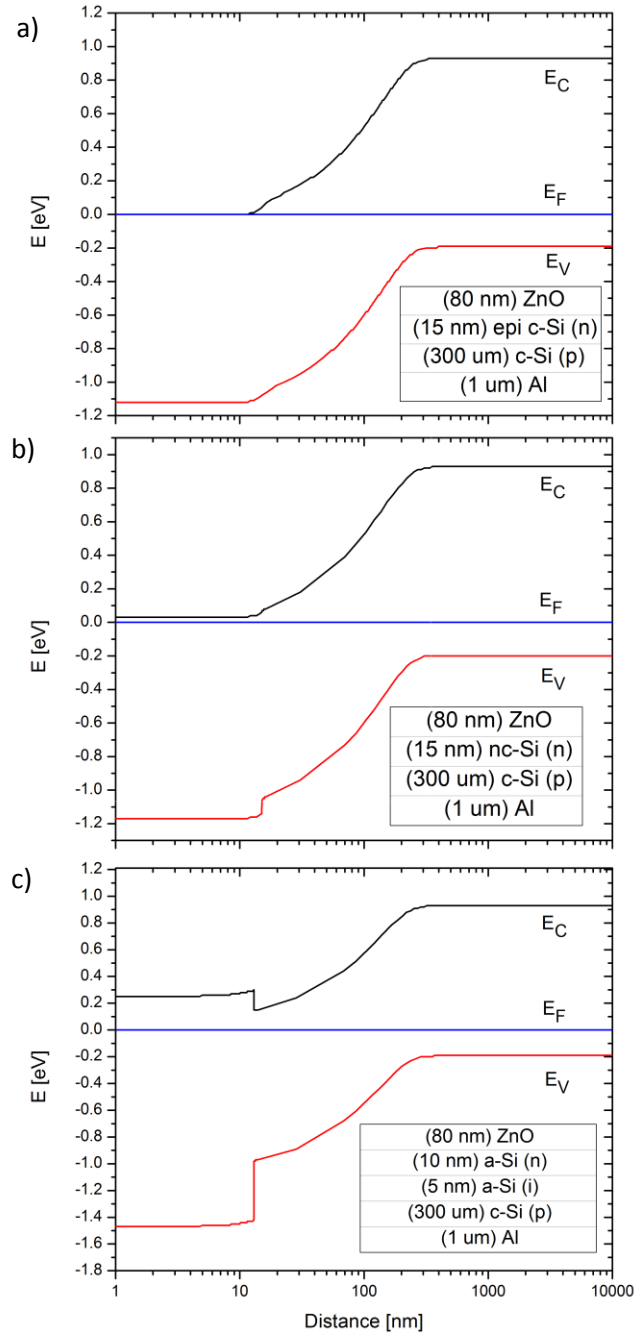 a)
1.2
1.0
0.8
0.6
0.4
0.2
0.0
-0.2
-0.4
-0.6
-0.8
-1.0
-1.2
E [eV]
E_C
E_F
E_V
(80 nm) ZnO
(15 nm) epi c-Si (n)
(300 um) c-Si (p)
(1 um) Al
1 10 100 1000 10000
b)
1.0
0.8
0.6
0.4
0.2
0.0
-0.2
-0.4
-0.6
-0.8
-1.0
-1.2
E [eV]
E_C
E_F
E_V
(80 nm) ZnO
(15 nm) nc-Si (n)
(300 um) c-Si (p)
(1 um) Al
c)
1.2
1.0
0.8
0.6
0.4
0.2
0.0
-0.2
-0.4
-0.6
-0.8
-1.0
-1.2
-1.4
-1.6
-1.8
E [eV]
E_C
E_F
E_V
(80 nm) ZnO
(10 nm) a-Si (n)
(5 nm) a-Si (i)
(300 um) c-Si (p)
(1 um) Al
1 10 100 1000 10000
Distance [nm]